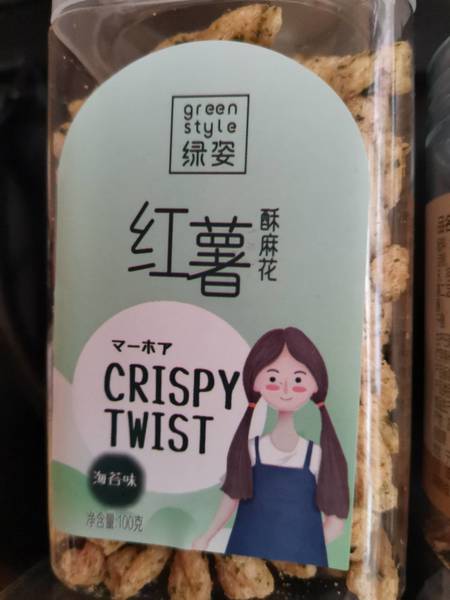 green
style
绿姿
红薯
酥麻花
マーホア
CRISPY
TWIST
海苔味
净含量:100克